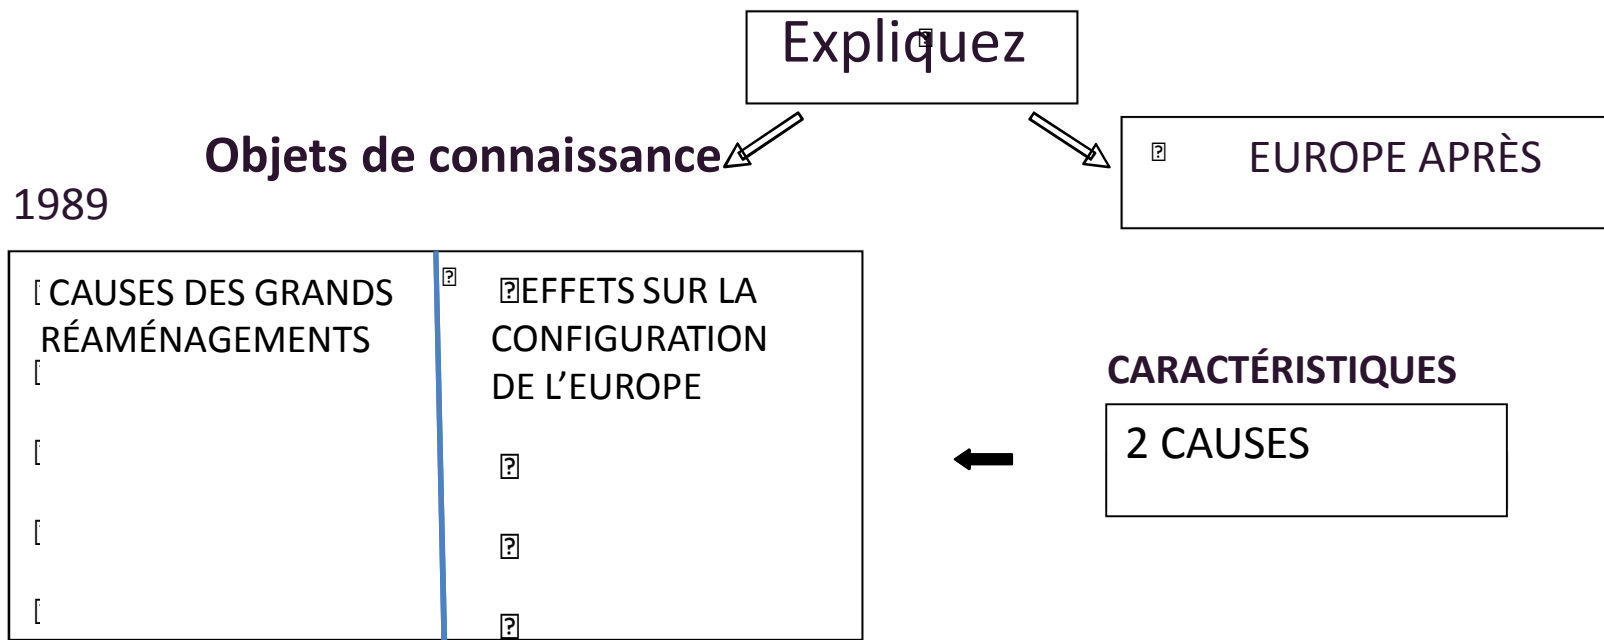 Expliquez
Objets de connaissance
EUROPE APRÈS
1989
CAUSES DES GRANDS
RÉAMÉNAGEMENTS
EFFETS SUR LA
CONFIGURATION
DE L’EUROPE
CARACTÉRISTIQUES
2 CAUSES